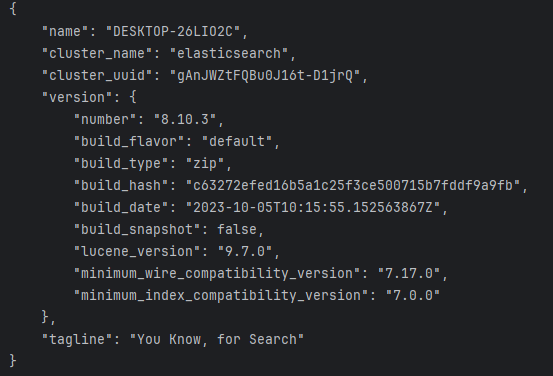 {
    "name": "DESKTOP-26LIO2C",
    "cluster_name": "elasticsearch",
    "cluster_uuid": "gAnJWZtFQBu0J16t-D1jrQ",
    "version": {
        "number": "8.10.3",
        "build_flavor": "default",
        "build_type": "zip",
        "build_hash": "c63272efed16b5a1c25f3ce500715b7fddf9a9fb",
        "build_date": "2023-10-05T10:15:55.152563867Z",
        "build_snapshot": false,
        "lucene_version": "9.7.0",
        "minimum_wire_compatibility_version": "7.17.0",
        "minimum_index_compatibility_version": "7.0.0"
    },
    "tagline": "You Know, for Search"
}